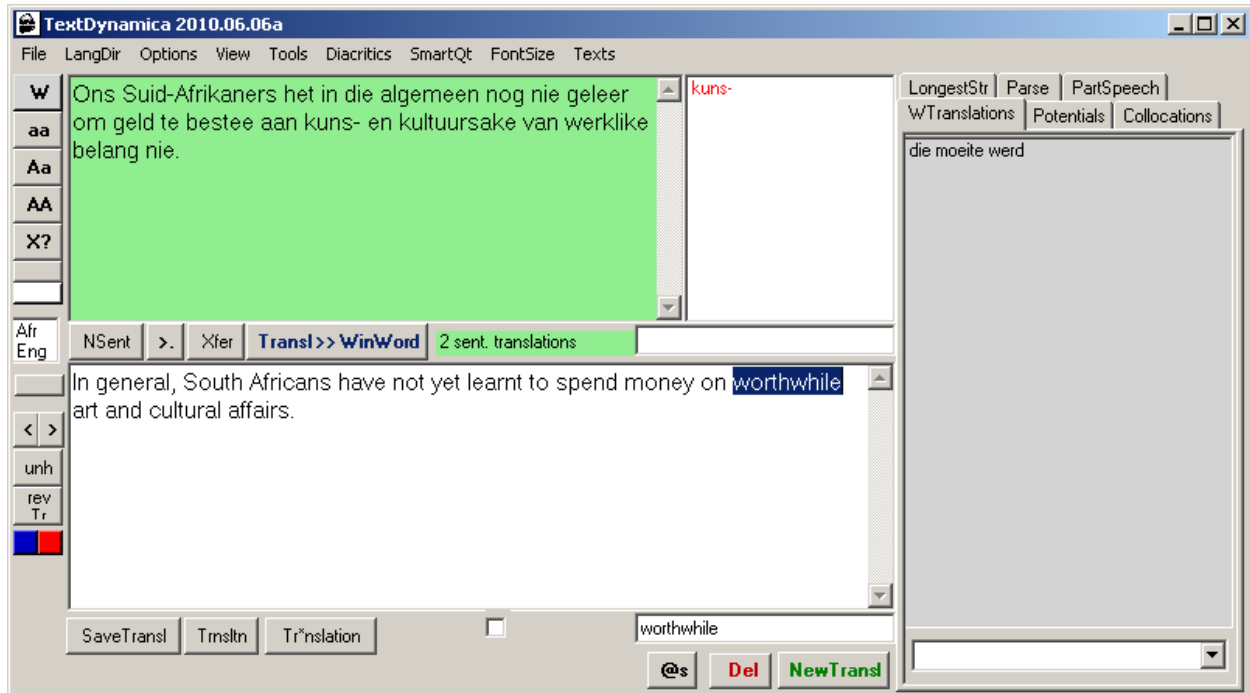 TextDynamica 2010.06.06a
File LangDir Options View Tools Diacritics SmartQt FontSize Texts
W
aa
Aa
AA
X?
Ons Suid-Afrikaners het in die algemeen nog nie geleer
om geld te bestee aan kuns- en kultuursake van werklike
belang nie.
kuns-
LongestStr Parse PartSpeech
WTranslations Potentials Collocations
die moeite werd
Afr
Eng
NSent >. Xfer Transl>>WinWord 2 sent. translations
In general, South Africans have not yet learnt to spend money on worthwhile
art and cultural affairs.
< >
unh
rev
Tr
SaveTransl Trnsltn Tr*nslation
worthwhile
@s Del NewTransl